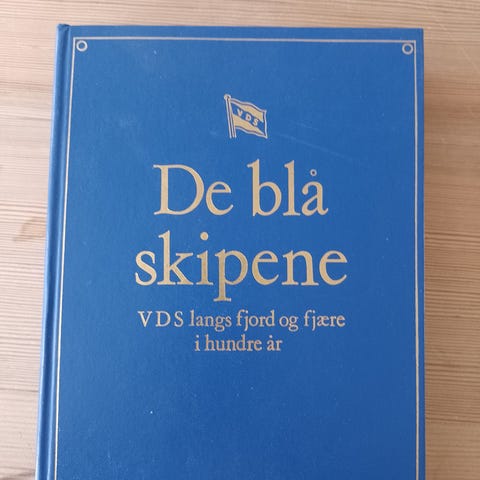 VDS
De blå
skipene
VDS langs fjord og fjære
i hundre år